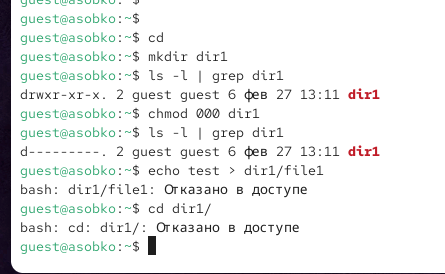 guest@asobko:~$
guest@asobko:~$
guest@asobko:~$ cd
guest@asobko:~$ mkdir dir1
guest@asobko:~$ ls -l | grep dir1
drwxr-xr-x. 2 guest guest 6 фев 27 13:11 dir1
guest@asobko:~$ chmod 000 dir1
guest@asobko:~$ ls -l | grep dir1
d---------. 2 guest guest 6 фев 27 13:11 dir1
guest@asobko:~$ echo test > dir1/file1
bash: dir1/file1: Отказано в доступе
guest@asobko:~$ cd dir1/
bash: cd: dir1/: Отказано в доступе
guest@asobko:~$